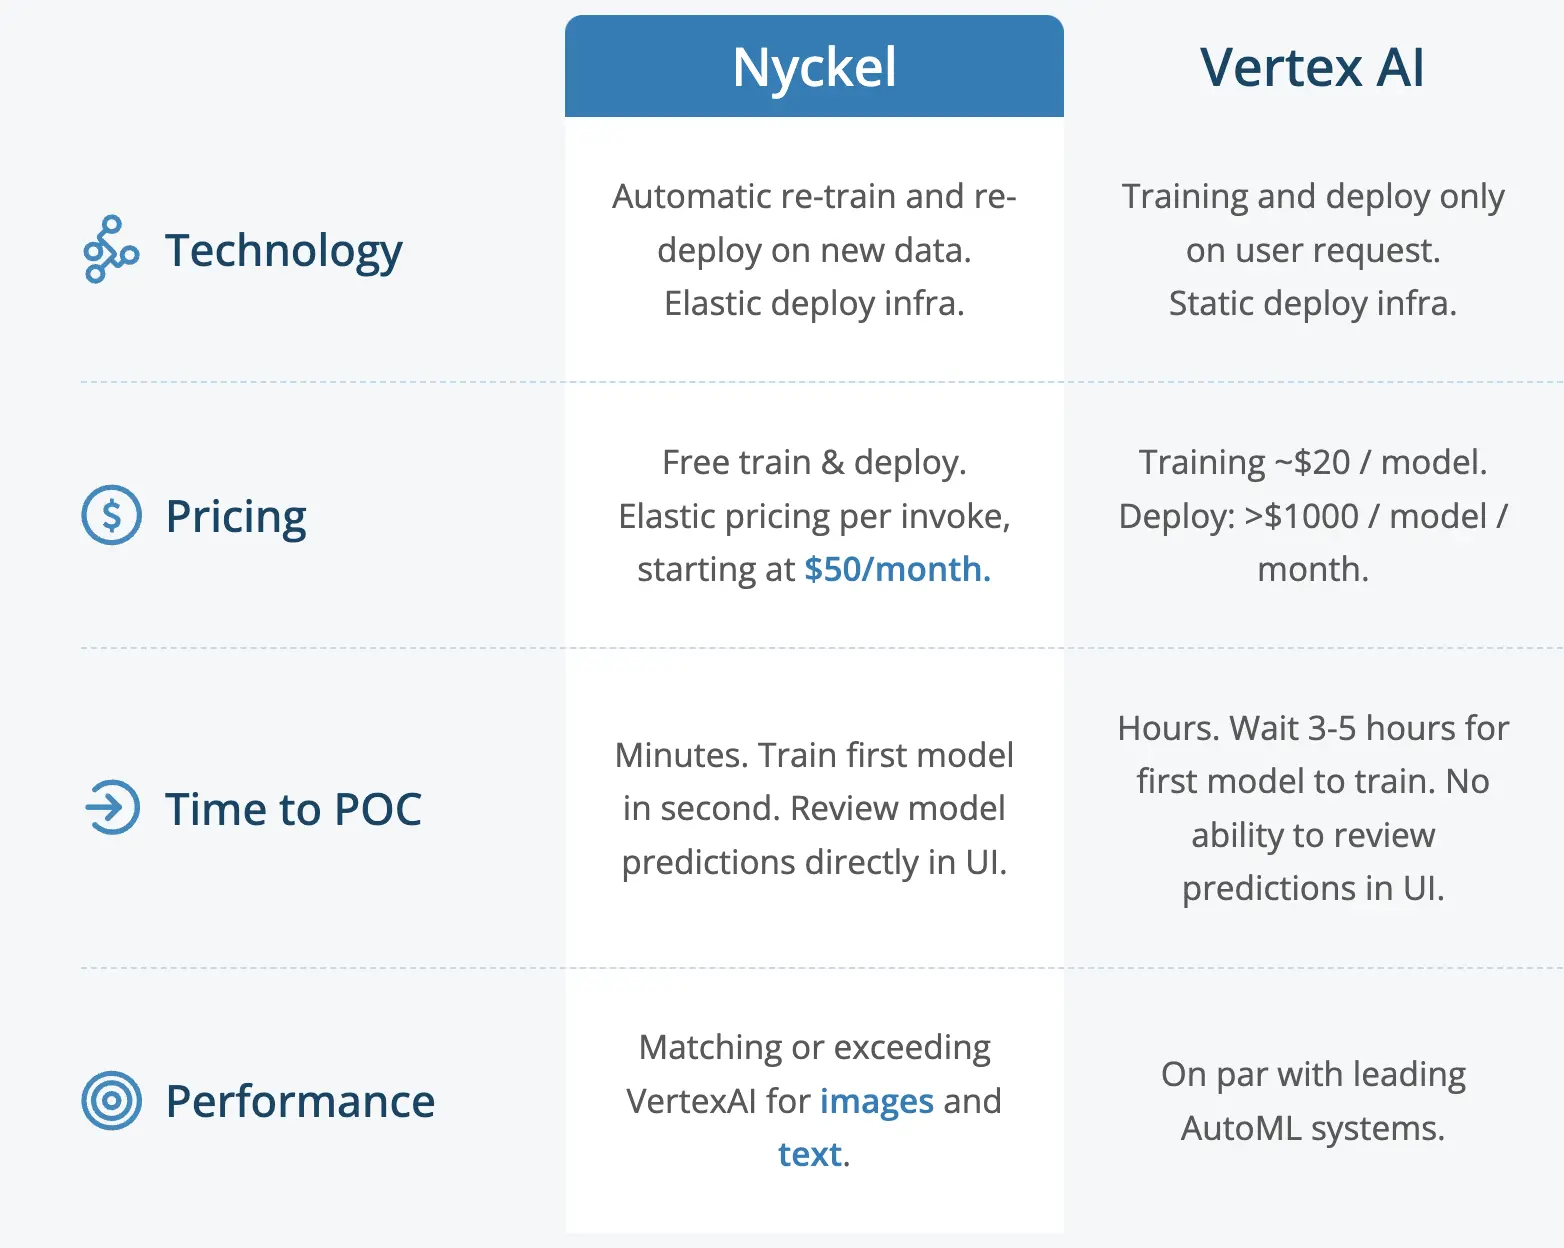 Nyckel
Vertex AI
Technology
Automatic re-train and re-
deploy on new data.
Elastic deploy infra.
Training and deploy only
on user request.
Static deploy infra.
Pricing
Free train & deploy.
Elastic pricing per invoke,
starting at $50/month.
Training ~$20 / model.
Deploy: >$1000 / model /
month.
Time to POC
Minutes. Train first model
in second. Review model
predictions directly in UI.
Hours. Wait 3-5 hours for
first model to train. No
ability to review
predictions in UI.
Performance
Matching or exceeding
VertexAI for images and
text.
On par with leading
AutoML systems.